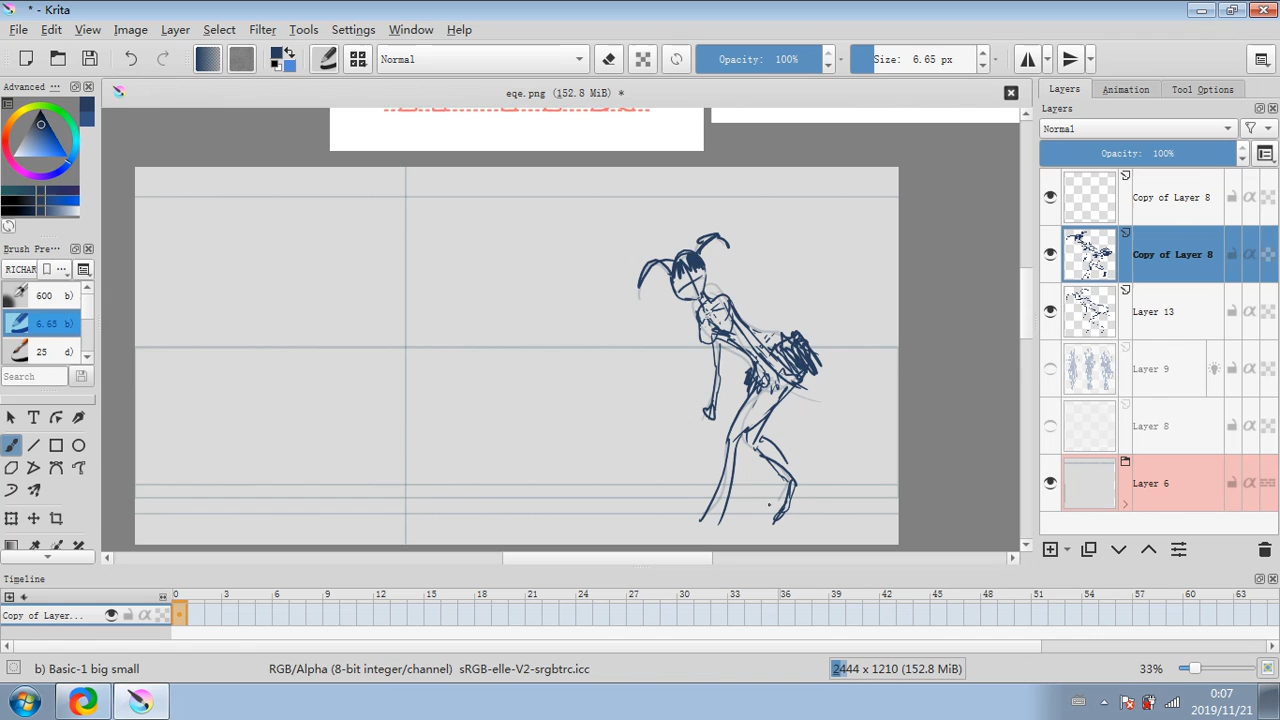 * - Krita
File Edit View Image Layer Select Filter Tools Settings Window Help
Normal Opacity: 100% Size: 6.65 px
Advanced ...
eqe.png (152.8 MiB) *
Layers Animation Tool Options
Layers
Normal
Opacity: 100%
Copy of Layer 8
Copy of Layer 8
Layer 13
Layer 9
Layer 8
Layer 6
Brush Pre···
RICHAR ...
600 b)
6.65 b)
25 d)
Search
Timeline
0 3 6 9 12 15 18 21 24 27 30 33 36 39 42 45 48 51 54 57 60 63
Copy of Layer...
b) Basic-1 big small RGB/Alpha (8-bit integer/channel) sRGB-elle-V2-srgbtrc.icc 2444 x 1210 (152.8 MiB) 33%
0:07
2019/11/21